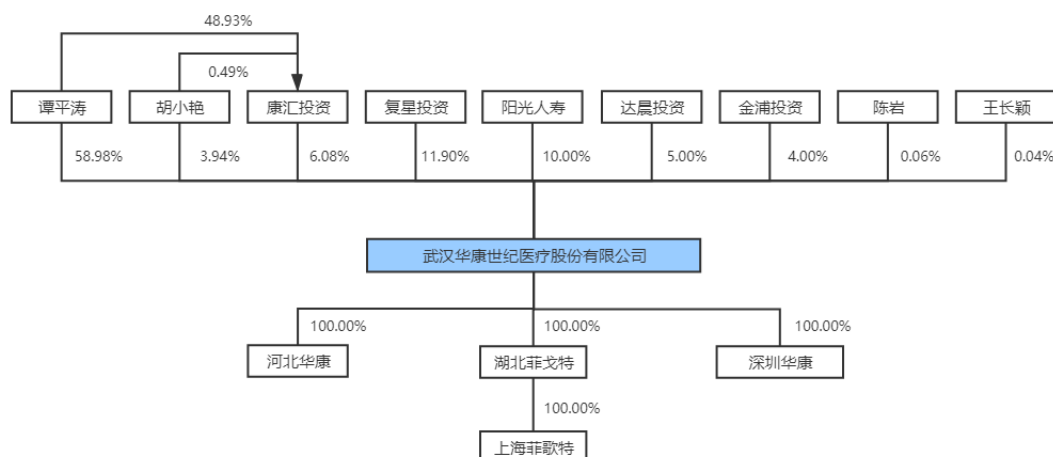 48.93%
0.49%
谭平涛 胡小艳 康汇投资 复星投资 阳光人寿 达晨投资 金浦投资 陈岩 王长颖
58.98% 3.94% 6.08% 11.90% 10.00% 5.00% 4.00% 0.06% 0.04%
武汉华康世纪医疗股份有限公司
100.00% 100.00% 100.00%
河北华康 湖北菲戈特 深圳华康
100.00%
上海菲歌特